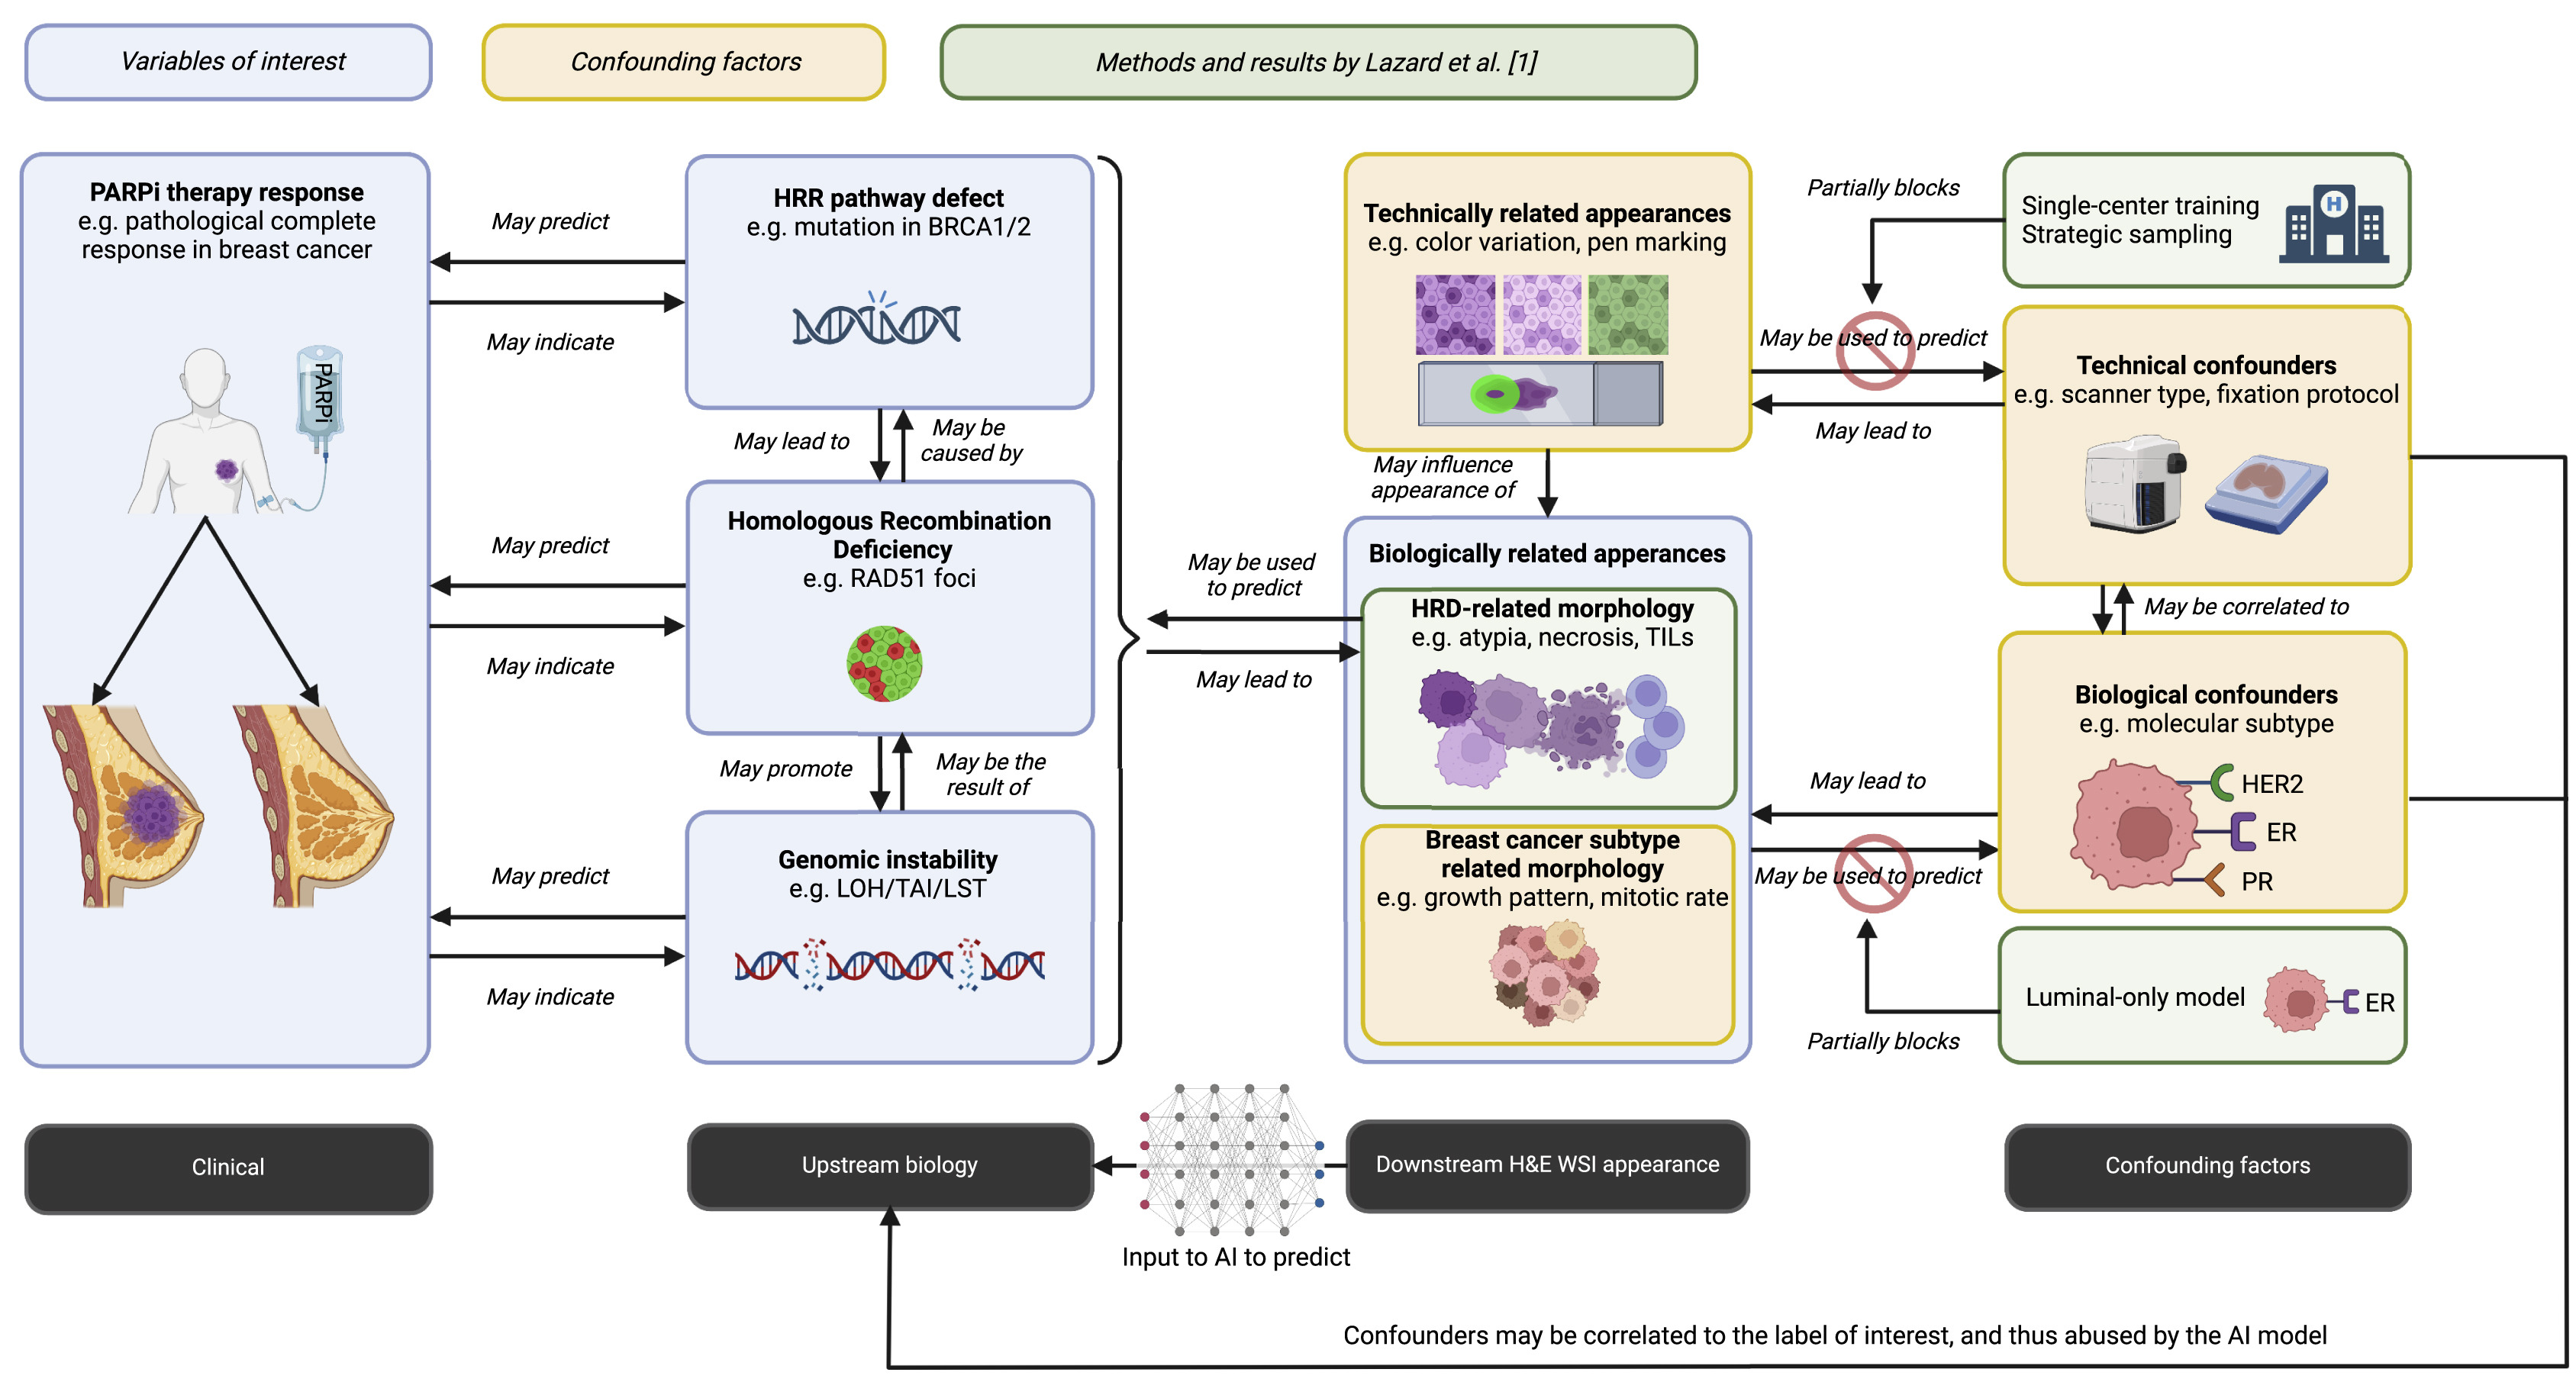 Variables of interest
Confounding factors
Methods and results by Lazard et al. [1]
PARPi therapy response
e.g. pathological complete
response in breast cancer
PARPi
May predict
May indicate
May predict
May indicate
May predict
May indicate
HRR pathway defect
e.g. mutation in BRCA1/2
May lead to
May be
caused by
Homologous Recombination
Deficiency
e.g. RAD51 foci
May promote
May be the
result of
Genomic instability
e.g. LOH/TAI/LST
May be used
to predict
May lead to
Technically related appearances
e.g. color variation, pen marking
May influence
appearance of
Biologically related apperances
HRD-related morphology
e.g. atypia, necrosis, TILs
Breast cancer subtype
related morphology
e.g. growth pattern, mitotic rate
Partially blocks
May be used to predict
May lead to
May lead to
May be used to predict
Partially blocks
Single-center training
Strategic sampling
H
Technical confounders
e.g. scanner type, fixation protocol
May be correlated to
Biological confounders
e.g. molecular subtype
HER2
ER
PR
Luminal-only model
ER
Clinical
Upstream biology
Downstream H&E WSI appearance
Confounding factors
Input to AI to predict
Confounders may be correlated to the label of interest, and thus abused by the AI model